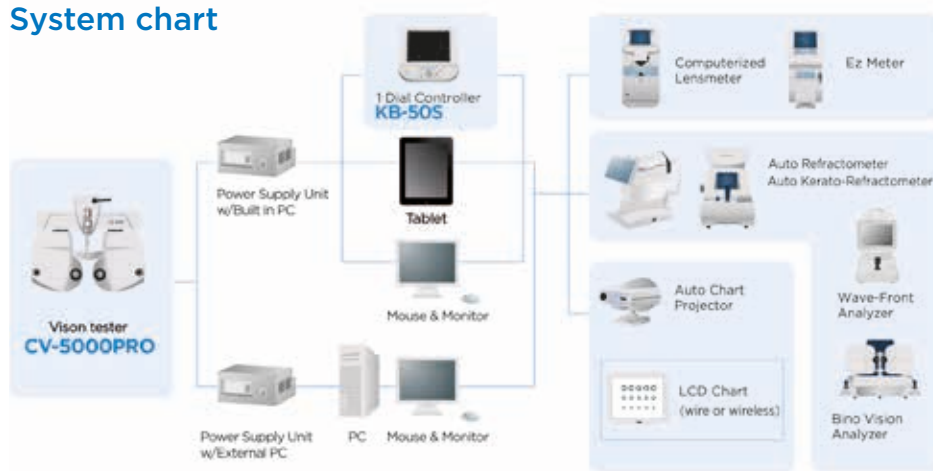 System chart
1 Dial Controller
KB-50S
Computerized
Lensmeter
Ez Meter
Power Supply Unit
w/Built in PC
Tablet
Auto Refractometer
Auto Kerato-Refractometer
Mouse & Monitor
Vison tester
CV-5000PRO
Auto Chart
Projector
Wave-Front
Analyzer
LCD Chart
(wire or wireless)
Bino Vision
Analyzer
Power Supply Unit
w/External PC
PC
Mouse & Monitor